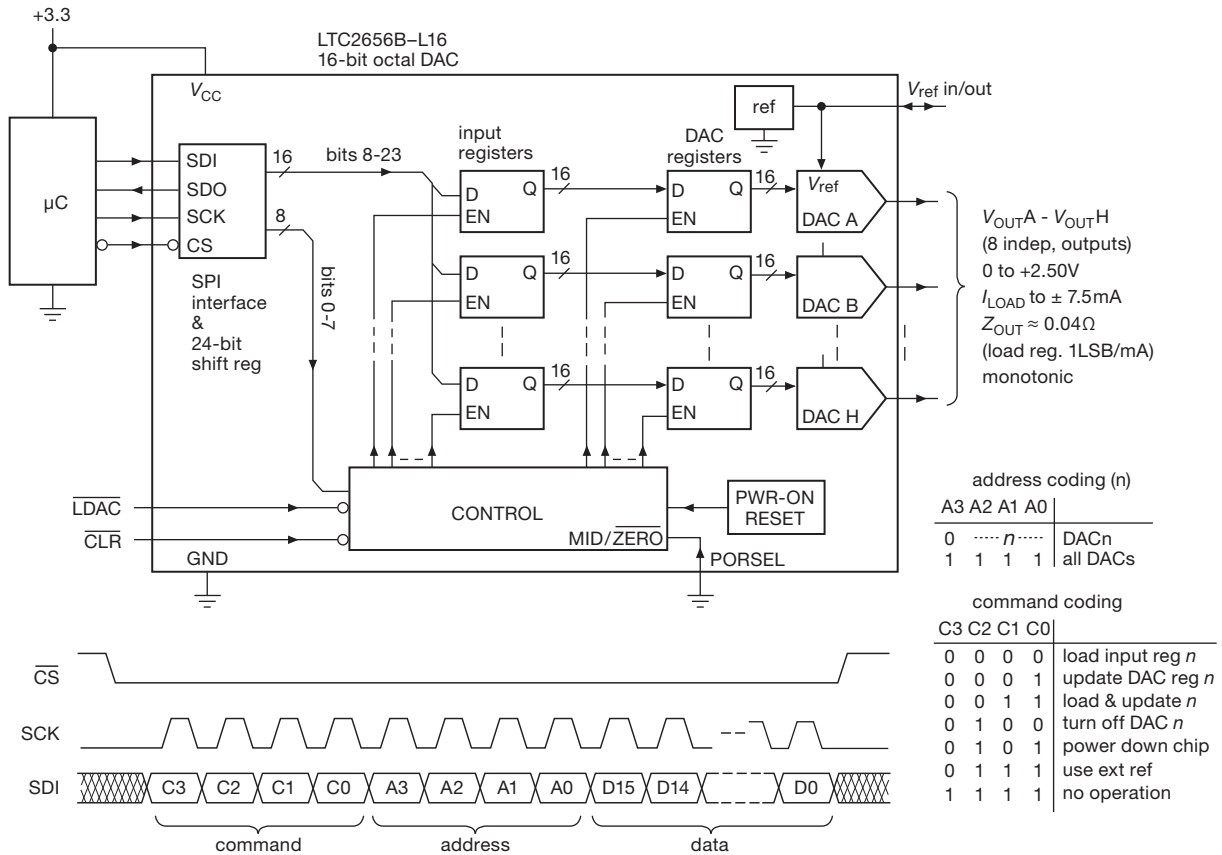 +3.3
LTC2656B–L16
16-bit octal DAC
VCC
Vref in/out
ref
input
registers
DAC
registers
µC
SDI
SDO
SCK
CS
16
8
bits 8-23
bits 0-7
SPI
interface
&
24-bit
shift reg
D
Q
EN
16
D
Q
EN
16
Vref
DAC A
D
Q
EN
16
D
Q
EN
16
DAC B
D
Q
EN
16
D
Q
EN
16
DAC H
VOUTA - VOUTH
(8 indep, outputs)
0 to +2.50V
ILOAD to ± 7.5mA
ZOUT ≈ 0.04Ω
(load reg. 1LSB/mA)
monotonic
LDAC
CLR
CONTROL
MID/ZERO
PWR-ON
RESET
GND
PORSEL
address coding (n)
A3 A2 A1 A0
0 ----- n ----- DACn
1 1 1 1 all DACs
command coding
C3 C2 C1 C0
0 0 0 0 load input reg n
0 0 0 1 update DAC reg n
0 0 1 1 load & update n
0 1 0 0 turn off DAC n
0 1 0 1 power down chip
0 1 1 1 use ext ref
1 1 1 1 no operation
CS
SCK
SDI
C3 C2 C1 C0 A3 A2 A1 A0 D15 D14 D0
command address data